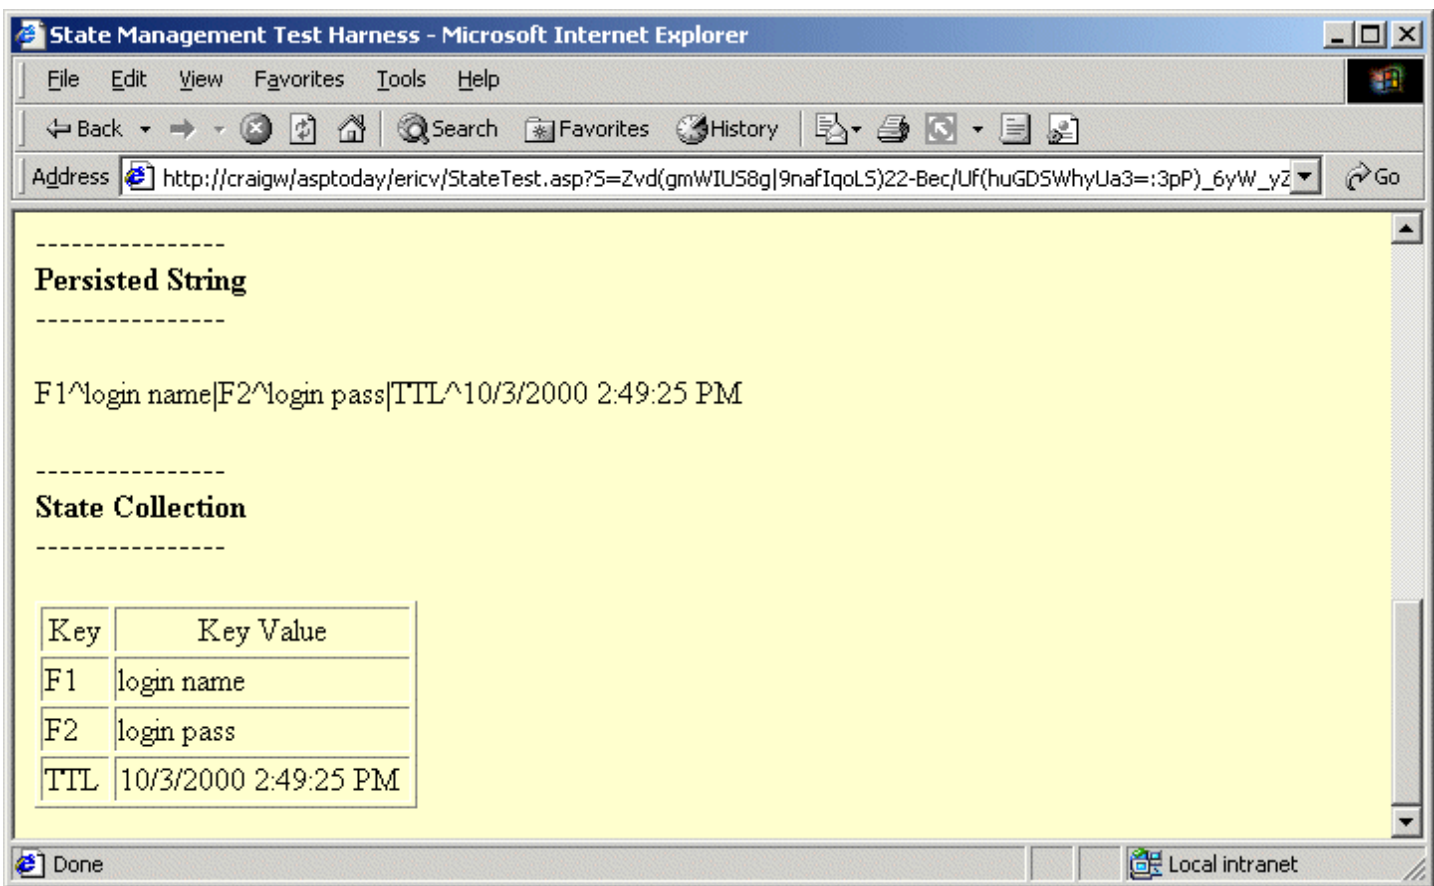 State Management Test Harness - Microsoft Internet Explorer
File Edit View Favorites Tools Help
Back Search Favorites History
Address http://craigw/asptoday/ericv/StateTest.asp?S=Zvd(gmWIUS8g|9nafIqoLS)22-Bec/Uf(huGDSWhyUa3=:3pP)_6yW_yZ Go
----------------
Persisted String
----------------
F1^login name|F2^login pass|TTL^10/3/2000 2:49:25 PM
----------------
State Collection
----------------
Key Key Value
F1 login name
F2 login pass
TTL 10/3/2000 2:49:25 PM
Done Local intranet